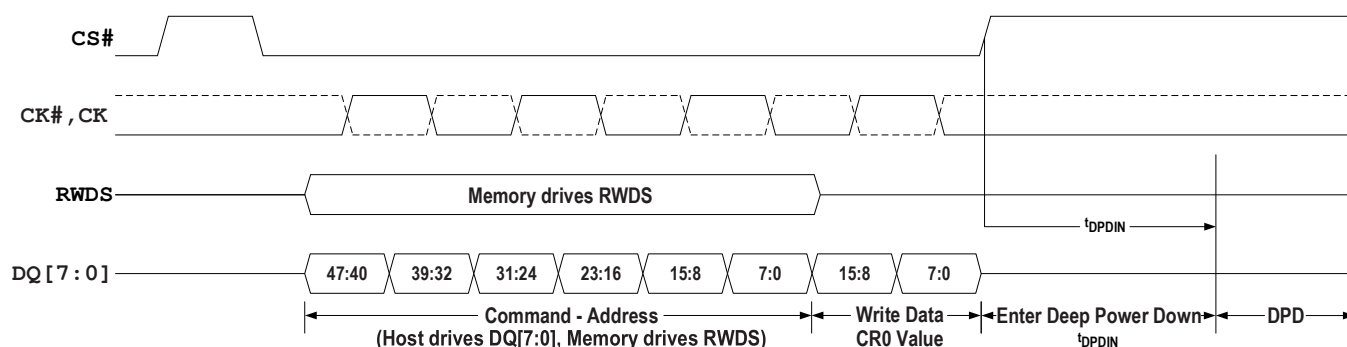 CS#
CK#,CK
RWDS
Memory drives RWDS
tDPDIN
DQ[7:0]
47:40 39:32 31:24 23:16 15:8 7:0 15:8 7:0
Command - Address Write Data Enter Deep Power Down DPD
(Host drives DQ[7:0], Memory drives RWDS) CR0 Value tDPDIN